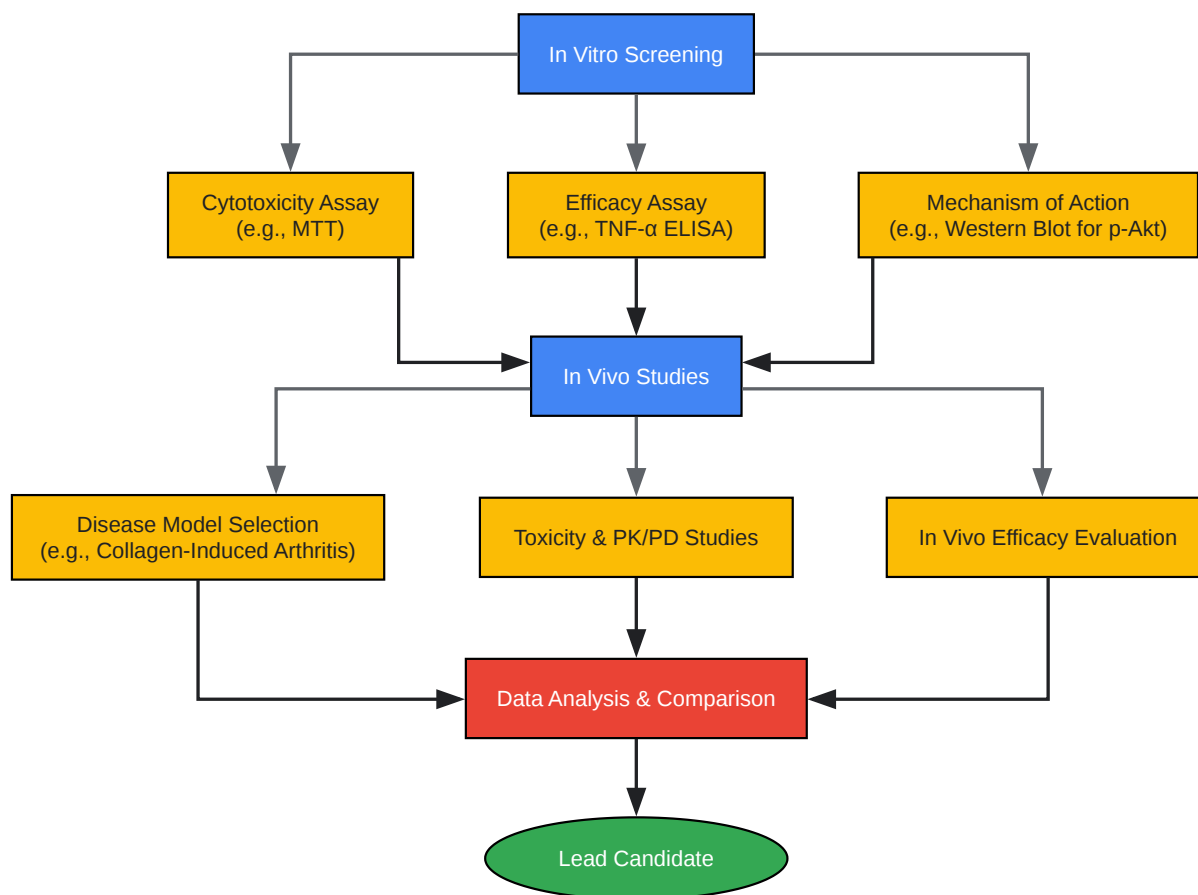 In Vitro Screening
Cytotoxicity Assay
(e.g., MTT)
Efficacy Assay
(e.g., TNF-α ELISA)
Mechanism of Action
(e.g., Western Blot for p-Akt)
In Vivo Studies
Disease Model Selection
(e.g., Collagen-Induced Arthritis)
Toxicity & PK/PD Studies
In Vivo Efficacy Evaluation
Data Analysis & Comparison
Lead Candidate